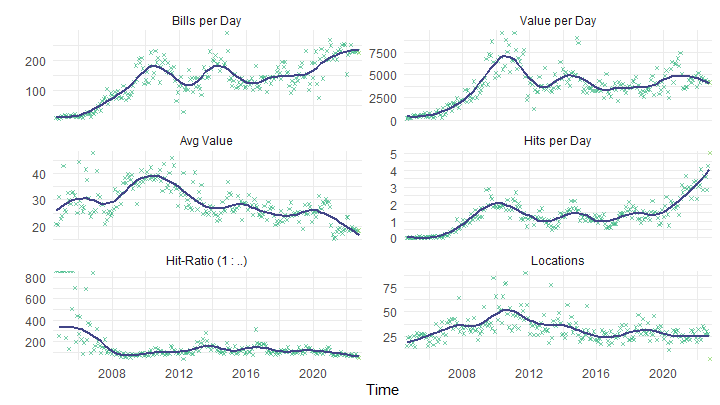 Bills per Day
Value per Day
200
100
7500
5000
2500
0
Avg Value
Hits per Day
40
30
20
5
4
3
2
1
0
Hit-Ratio (1 : ..)
Locations
800
600
400
200
75
50
25
2008 2012 2016 2020
2008 2012 2016 2020
Time